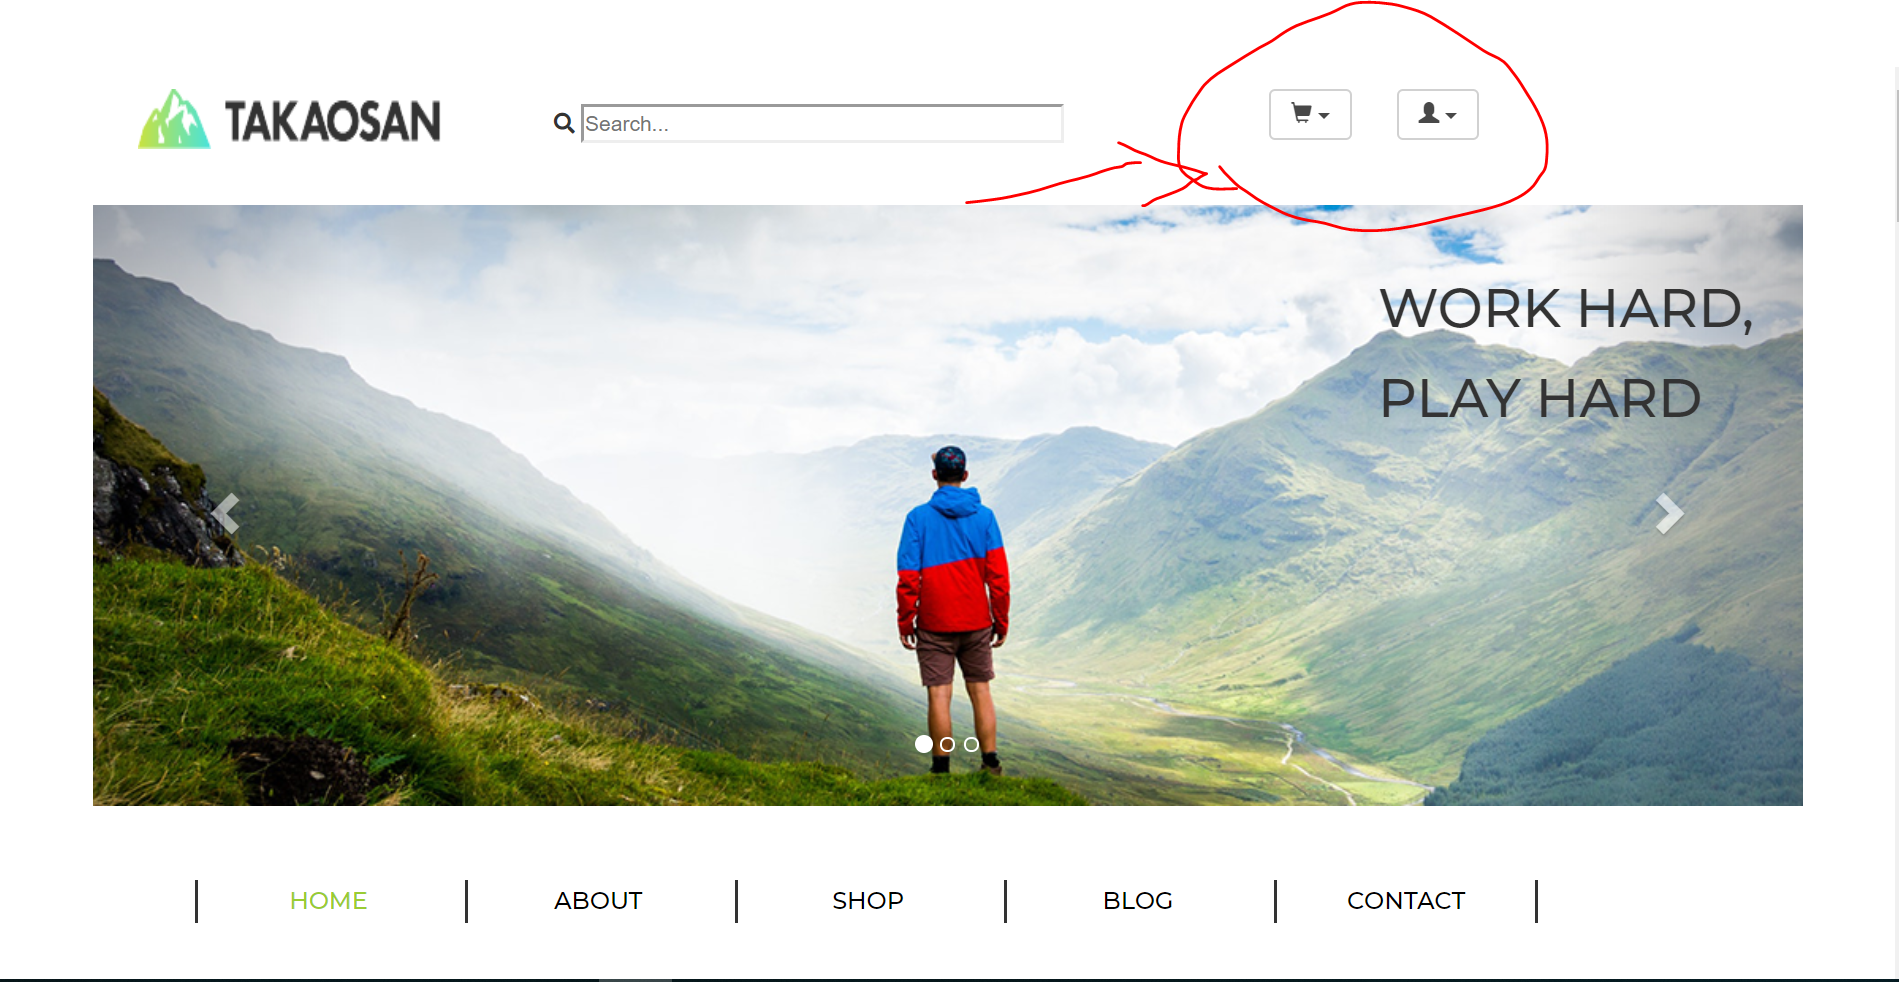 TAKAOSAN
Search...
WORK HARD,
PLAY HARD
HOME
ABOUT
SHOP
BLOG
CONTACT